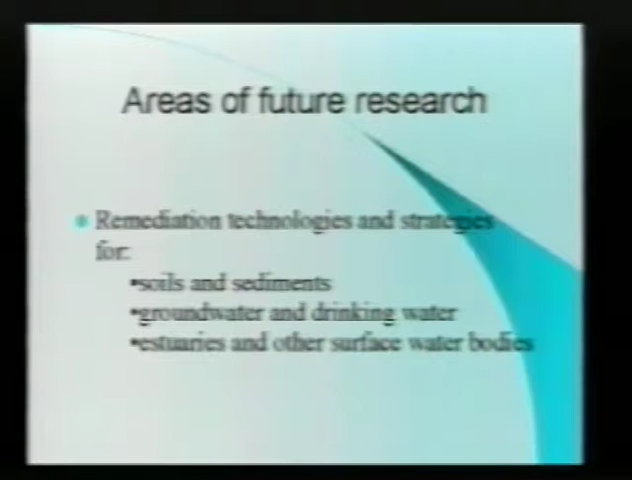 Areas of future research
Remediation technologies and strategies
for:
•soils and sediments
•groundwater and drinking water
•estuaries and other surface water bodies